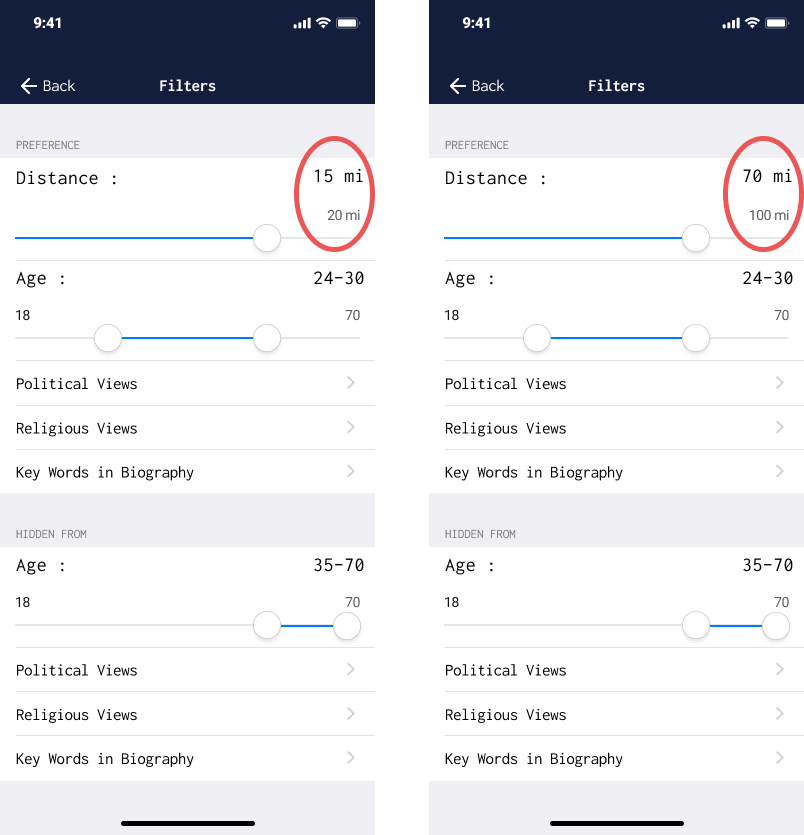 9:41
Back Filters
PREFERENCE
Distance : 15 mi
20 mi
Age : 24-30
18 70
Political Views
Religious Views
Key Words in Biography
HIDDEN FROM
Age : 35-70
18 70
Political Views
Religious Views
Key Words in Biography
9:41
Back Filters
PREFERENCE
Distance : 70 mi
100 mi
Age : 24-30
18 70
Political Views
Religious Views
Key Words in Biography
HIDDEN FROM
Age : 35-70
18 70
Political Views
Religious Views
Key Words in Biography